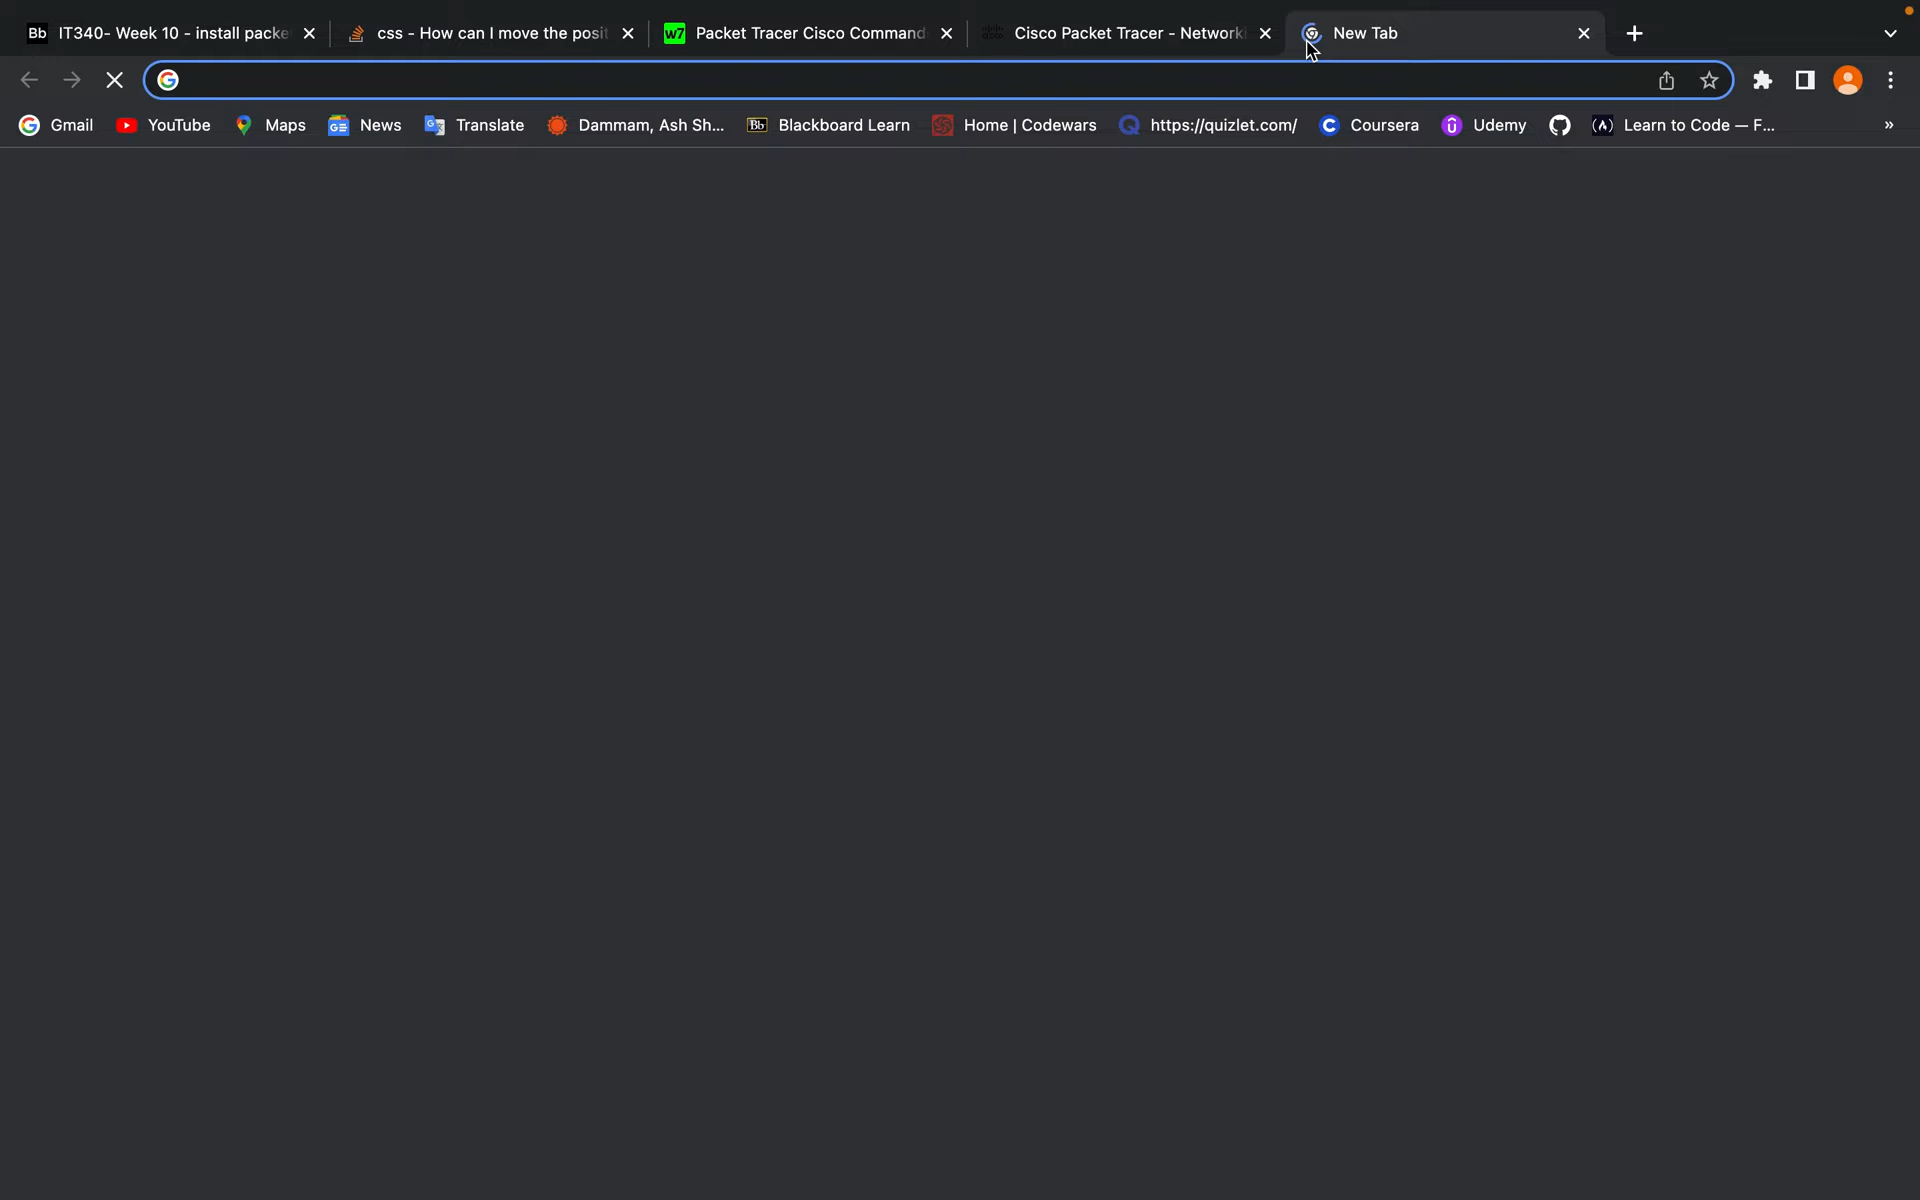 Bb IT340- Week 10 - install packe
css - How can I move the posit
w7 Packet Tracer Cisco Command
Cisco Packet Tracer - Network
New Tab
Gmail
YouTube
Maps
News
Translate
Dammam, Ash Sh...
Bb Blackboard Learn
Home | Codewars
https://quizlet.com/
Coursera
Udemy
Learn to Code — F...